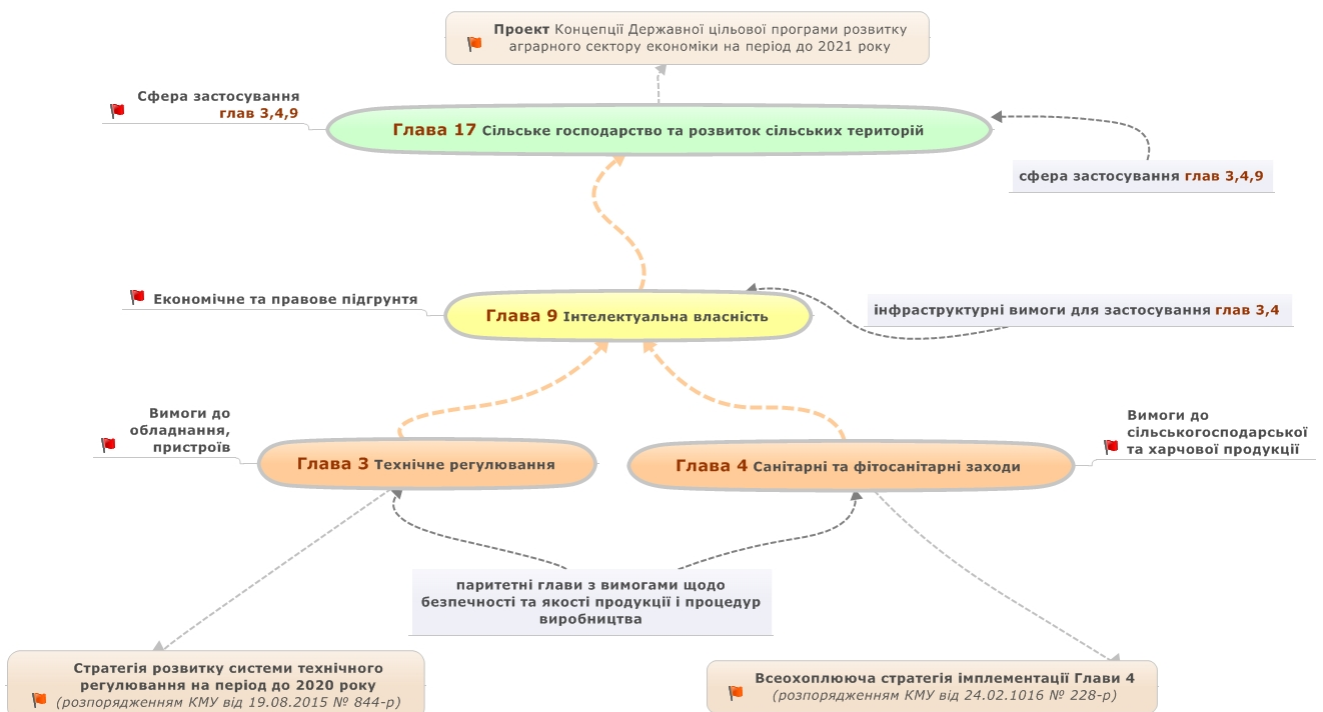 Проект Концепції Державної цільової програми розвитку
аграрного сектору економіки на період до 2021 року
Сфера застосування
глав 3,4,9
Глава 17 Сільське господарство та розвиток сільських територій
сфера застосування глав 3,4,9
Економічне та правове підгрунтя
Глава 9 Інтелектуальна власність
інфраструктурні вимоги для застосування глав 3,4
Вимоги до
обладнання,
пристроїв
Глава 3 Технічне регулювання
Глава 4 Санітарні та фітосанітарні заходи
Вимоги до
сільськогосподарської
та харчової продукції
паритетні глави з вимогами щодо
безпечності та якості продукції і процедур
виробництва
Стратегія розвитку системи технічного
регулювання на період до 2020 року
(розпорядженням КМУ від 19.08.2015 № 844-р)
Всеохоплююча стратегія імплементації Глави 4
(розпорядженням КМУ від 24.02.1016 № 228-р)